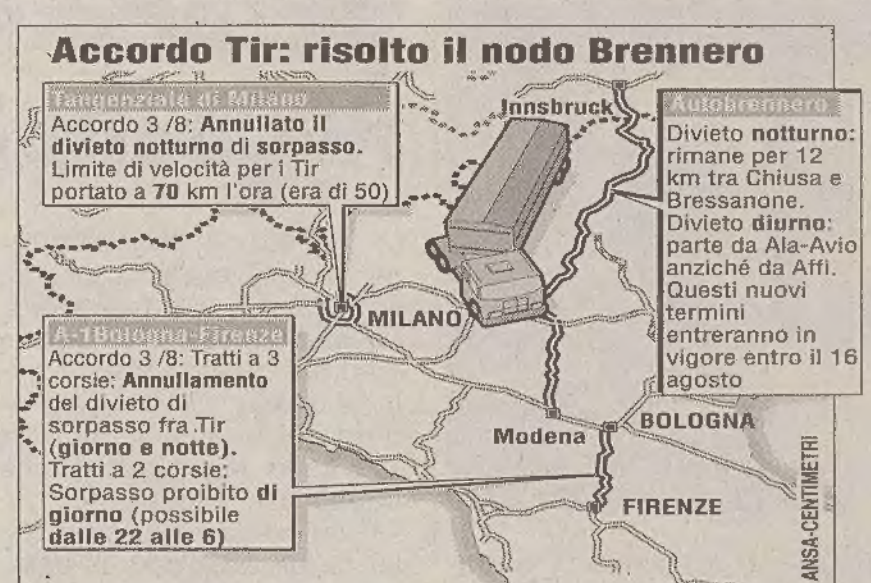 Accordo Tir: risolto il nodo Brennero
Tangenziale di Milano
Accordo 3 /8: Annullato il
divieto notturno di sorpasso.
Limite di velocità per i Tir
portato a 70 km l'ora (era di 50)
Innsbruck
Autobrennero
Divieto notturno:
rimane per 12
km tra Chiusa e
Bressanone.
Divieto diurno:
parte da Ala-Avio
anziché da Affi.
Questi nuovi
termini
entreranno in
vigore entro il 16
agosto
MILANO
A-1Bologna-Firenze
Accordo 3 /8: Tratti a 3
corsie: Annullamento
del divieto di
sorpasso fra Tir
(giorno e notte).
Tratti a 2 corsie:
Sorpasso proibito di
giorno (possibile
dalle 22 alle 6)
Modena
BOLOGNA
FIRENZE
ANSA-CENTIMETRI